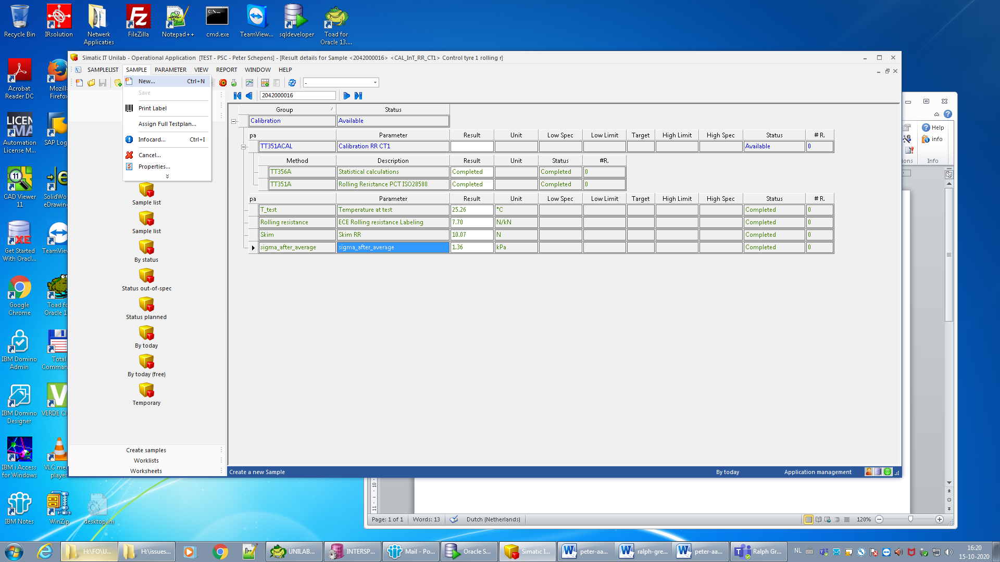 Recycle Bin
IRsolution
Netwerk Applicaties
FileZilla
Notepad++
cmd.exe
TeamView...
sqldeveloper
Toad for Oracle 13....
Acrobat Reader DC
Mozill Firefo
Automation License M...
SAP Log
CAD Viewer 11
SolidWo eDrawing
Get Started With Oracl...
TeamVie
Google Chrome
Toad fo Oracle 1
IBM Domino Admin
Total Comman
IBM Domino Designer
VERDE Cl
IBM i Access for Windows
VLC me player
IBM Notes
WinZip
desktop.ini
Simatic IT Unilab - Operational Application [TEST - PSC - Peter Schepens] - [Result details for Sample <2042000016> <CAL_InT_RR_CT1> Control tyre 1 rolling r]
SAMPLELIST SAMPLE PARAMETER VIEW REPORT WINDOW HELP
New... Ctrl+N
Save
Print Label
Assign Full Testplan...
Infocard... Ctrl+I
Cancel...
Properties...
-
2042000016
Sample list
Sample list
By status
Status out-of-spec
Status planned
By today
By today (free)
Temporary
Create samples
Worklists
Worksheets
Group Status
Calibration Available
pa Parameter Result Unit Low Spec Low Limit Target High Limit High Spec Status # R.
TT351ACAL Calibration RR CT1 Available 0
Method Description Result Unit Status #R.
TT356A Statistical calculations Completed Completed 0
TT351A Rolling Resistance PCT ISO28580 Completed Completed 0
pa Parameter Result Unit Low Spec Low Limit Target High Limit High Spec Status # R.
T_test Temperature at test 25.26 °C Completed 0
Rolling resistance ECE Rolling resistance Labeling 7.70 N/kN Completed 0
Skim Skim RR 10.07 N Completed 0
sigma_after_average sigma_after_average 1.36 kPa Completed 0
Create a new Sample By today Application management
Help
info
ions Info
10
11
Page: 1 of 1 Words: 13 Dutch (Netherlands) 120%
H:\FO\U... H:\issues... UNILAB... INTERSP... Mail - Po... Oracle S... Simatic I... peter-aa... ralph-gre... peter-aa... Ralph Gr... NL
16:20
15-10-2020